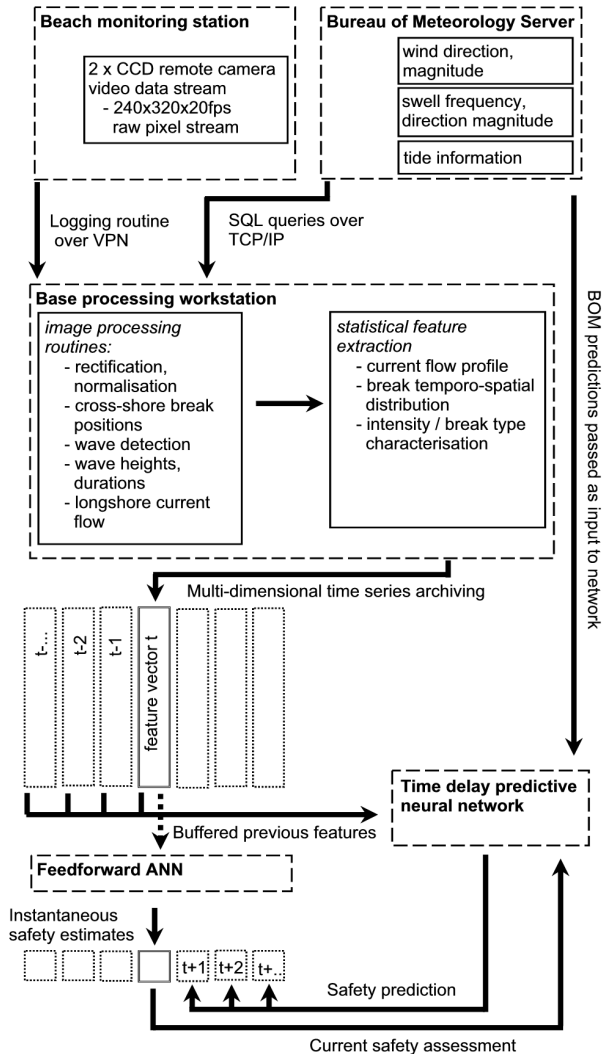 Beach monitoring station
2 x CCD remote camera
video data stream
- 240x320x20fps
raw pixel stream
Bureau of Meteorology Server
wind direction,
magnitude
swell frequency,
direction magnitude
tide information
Logging routine
over VPN
SQL queries over
TCP/IP
BOM predictions passed as input to network
Base processing workstation
image processing
routines:
- rectification,
normalisation
- cross-shore break
positions
- wave detection
- wave heights,
durations
- longshore current
flow
statistical feature
extraction
- current flow profile
- break temporo-spatial
distribution
- intensity / break type
characterisation
Multi-dimensional time series archiving
t-...
t-2
t-1
feature vector t
Time delay predictive
neural network
Buffered previous features
Feedforward ANN
Instantaneous
safety estimates
t+1
t+2
t+..
Safety prediction
Current safety assessment